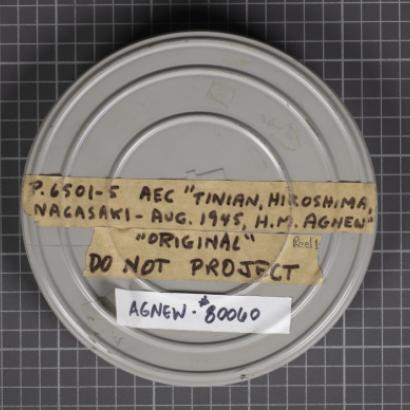 P.6501-5 AEC "TINIAN, HIROSHIMA,
NAGASAKI - AUG. 1945, H.M. AGNEW"
"ORIGINAL" Reel 1
DO NOT PROJECT
AGNEW · #80060